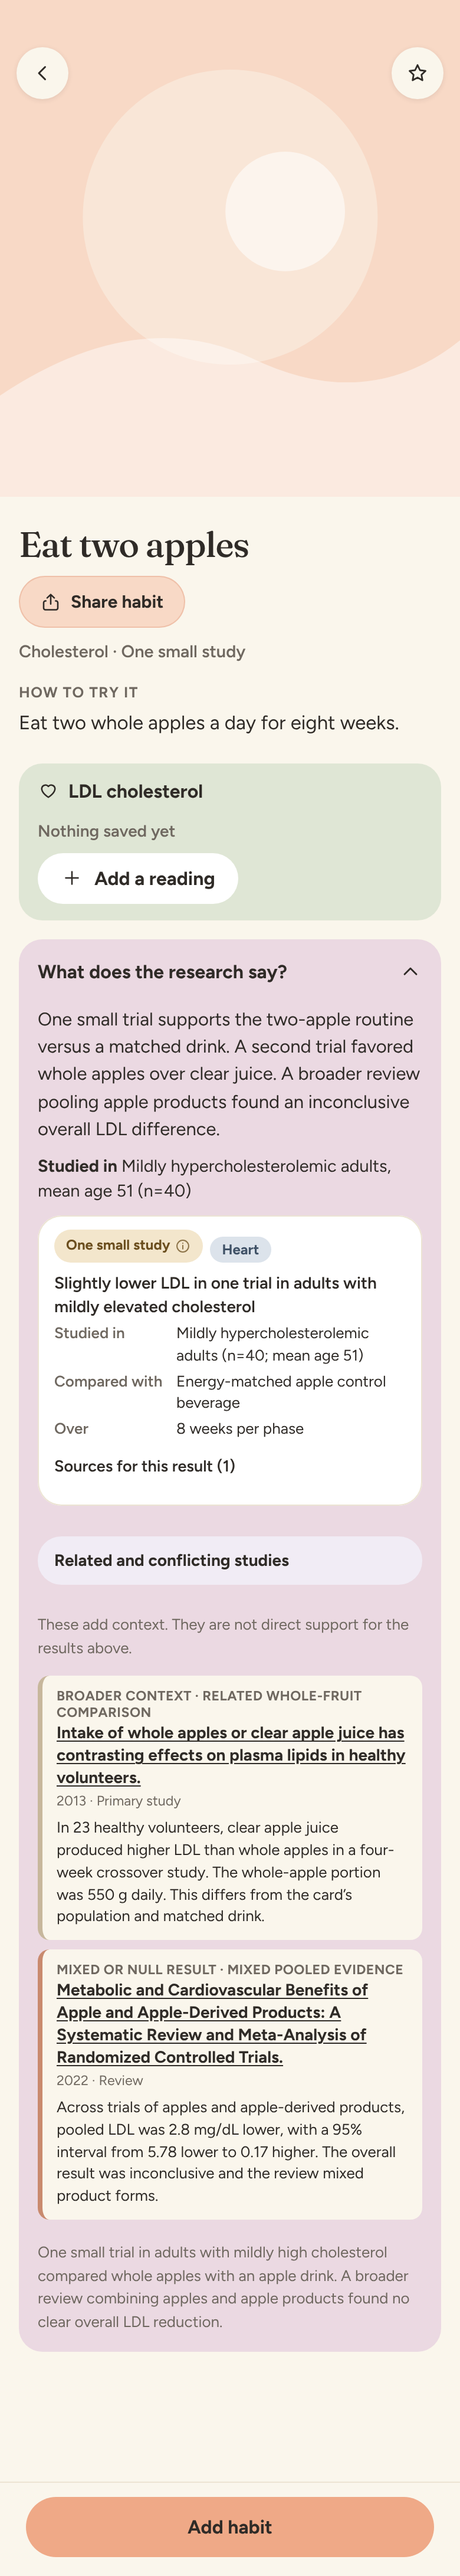 Eat two apples
Share habit
Cholesterol · One small study
HOW TO TRY IT
Eat two whole apples a day for eight weeks.
LDL cholesterol
Nothing saved yet
Add a reading
What does the research say?
One small trial supports the two-apple routine
versus a matched drink. A second trial favored
whole apples over clear juice. A broader review
pooling apple products found an inconclusive
overall LDL difference.
Studied in Mildly hypercholesterolemic adults,
mean age 51 (n=40)
One small study
Heart
Slightly lower LDL in one trial in adults with
mildly elevated cholesterol
Studied in Mildly hypercholesterolemic
adults (n=40; mean age 51)
Compared with Energy-matched apple control
beverage
Over 8 weeks per phase
Sources for this result (1)
Related and conflicting studies
These add context. They are not direct support for the
results above.
BROADER CONTEXT · RELATED WHOLE-FRUIT
COMPARISON
Intake of whole apples or clear apple juice has
contrasting effects on plasma lipids in healthy
volunteers.
2013 · Primary study
In 23 healthy volunteers, clear apple juice
produced higher LDL than whole apples in a four-
week crossover study. The whole-apple portion
was 550 g daily. This differs from the card's
population and matched drink.
MIXED OR NULL RESULT · MIXED POOLED EVIDENCE
Metabolic and Cardiovascular Benefits of
Apple and Apple-Derived Products: A
Systematic Review and Meta-Analysis of
Randomized Controlled Trials.
2022 · Review
Across trials of apples and apple-derived products,
pooled LDL was 2.8 mg/dL lower, with a 95%
interval from 5.78 lower to 0.17 higher. The overall
result was inconclusive and the review mixed
product forms.
One small trial in adults with mildly high cholesterol
compared whole apples with an apple drink. A broader
review combining apples and apple products found no
clear overall LDL reduction.
Add habit